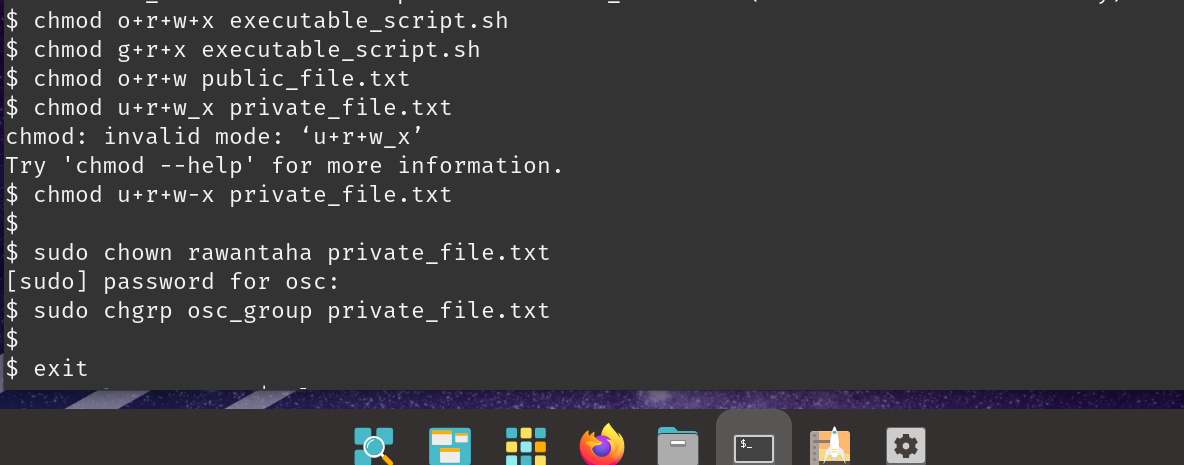 $ chmod o+r+w+x executable_script.sh
$ chmod g+r+x executable_script.sh
$ chmod o+r+w public_file.txt
$ chmod u+r+w_x private_file.txt
chmod: invalid mode: ‘u+r+w_x’
Try 'chmod --help' for more information.
$ chmod u+r+w-x private_file.txt
$
$ sudo chown rawantaha private_file.txt
[sudo] password for osc:
$ sudo chgrp osc_group private_file.txt
$
$ exit
$_